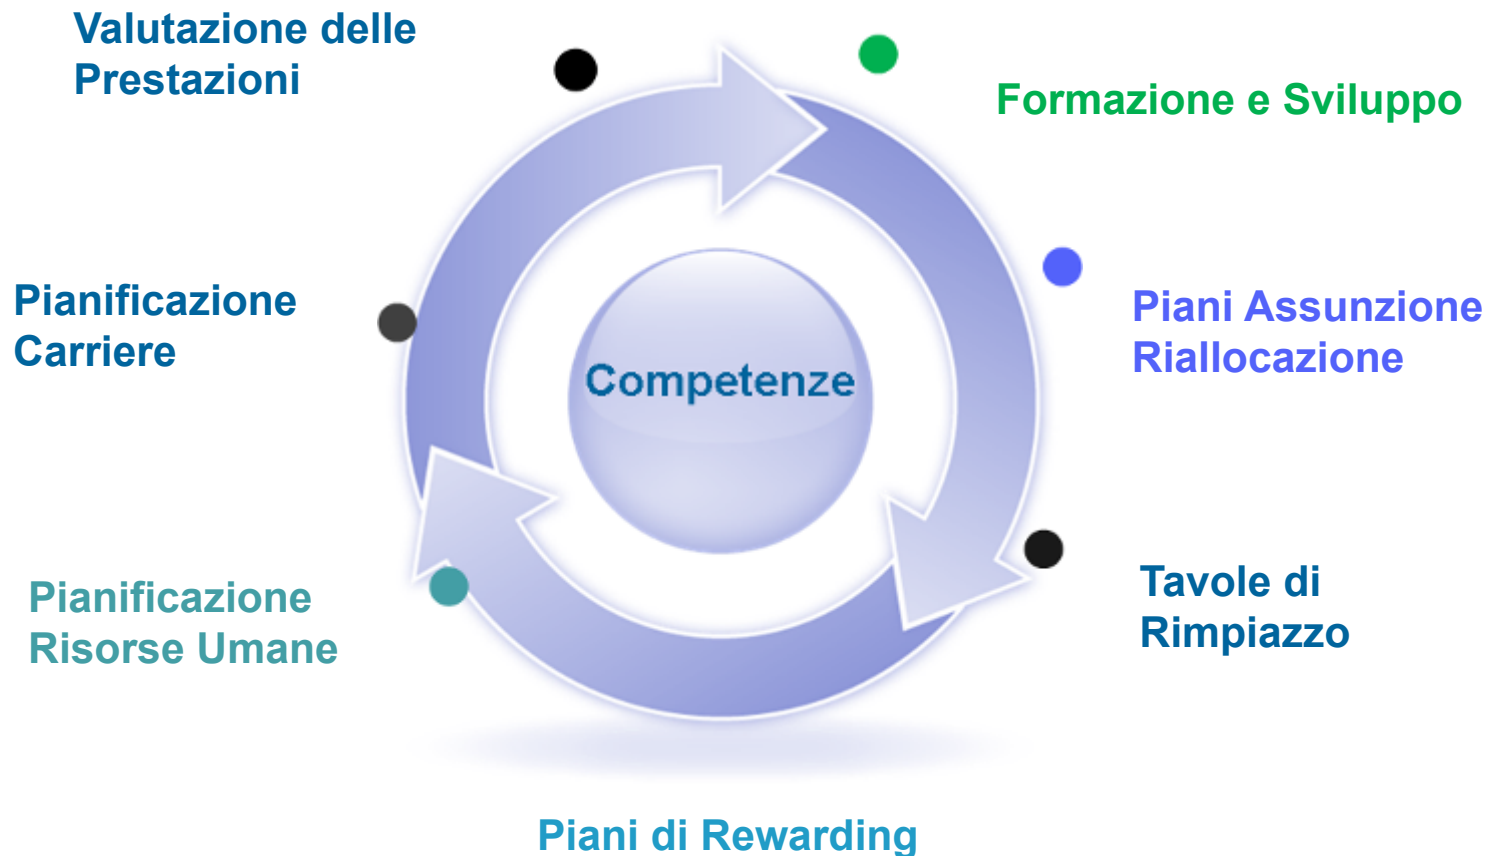 Valutazione delle
Prestazioni
Formazione e Sviluppo
Pianificazione
Carriere
Piani Assunzione
Riallocazione
Competenze
Pianificazione
Risorse Umane
Tavole di
Rimpiazzo
Piani di Rewarding